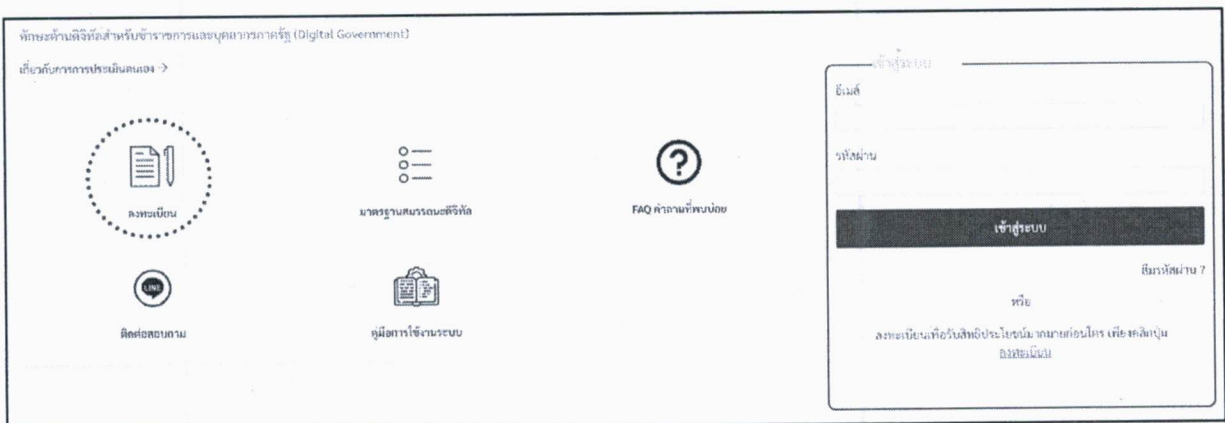 ทักษะด้านดิจิทัลสำหรับข้าราชการและบุคลากรภาครัฐ (Digital Government)
เกี่ยวกับการการประเมินตนเอง →
ลงทะเบียน
มาตรฐานสมรรถนะดิจิทัล
FAQ คำถามที่พบบ่อย
LINE
ติดต่อสอบถาม
คู่มือการใช้งานระบบ
เข้าสู่ระบบ
อีเมล์
รหัสผ่าน
เข้าสู่ระบบ
ลืมรหัสผ่าน ?
หรือ
ลงทะเบียนเพื่อรับสิทธิประโยชน์มากมายก่อนใคร เพียงคลิกปุ่ม
ลงทะเบียน